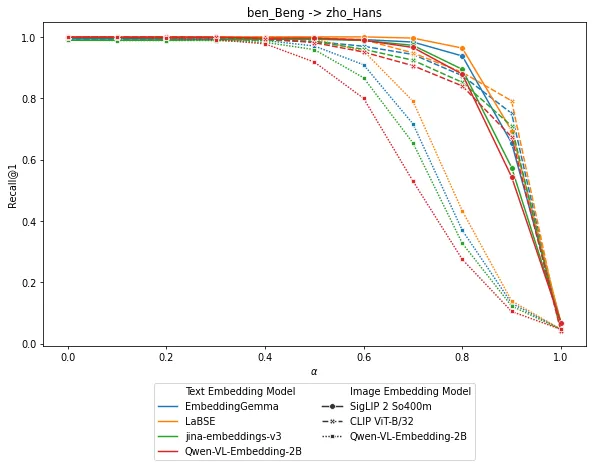 ben_Beng -> zho_Hans
1.0
0.8
0.6
0.4
0.2
0.0
Recall@1
0.0 0.2 0.4 0.6 0.8 1.0
α
Text Embedding Model
EmbeddingGemma
LaBSE
jina-embeddings-v3
Qwen-VL-Embedding-2B
Image Embedding Model
SigLIP 2 So400m
CLIP ViT-B/32
Qwen-VL-Embedding-2B